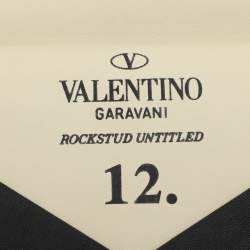 VALENTINO
GARAVANI
ROCKSTUD UNTITLED
12.